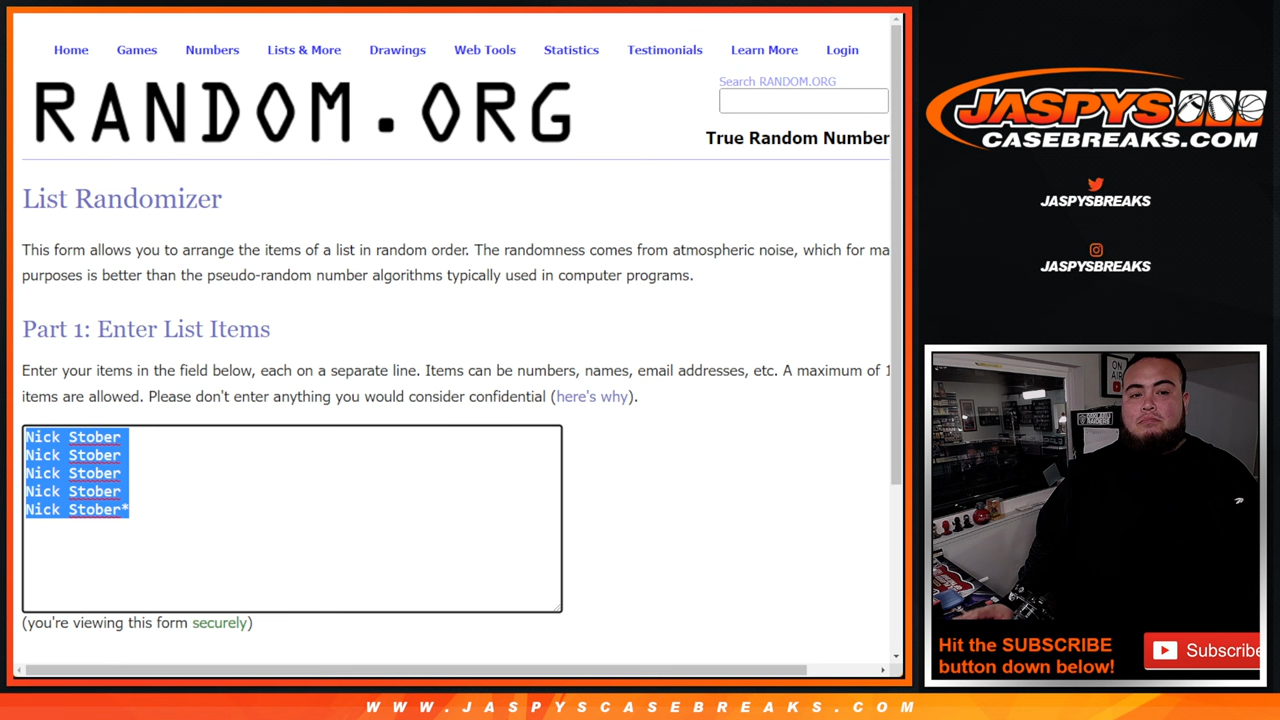 Home Games Numbers Lists & More Drawings Web Tools Statistics Testimonials Learn More Login
RANDOM.ORG
Search RANDOM.ORG
True Random Number
List Randomizer
This form allows you to arrange the items of a list in random order. The randomness comes from atmospheric noise, which for ma
purposes is better than the pseudo-random number algorithms typically used in computer programs.
Part 1: Enter List Items
Enter your items in the field below, each on a separate line. Items can be numbers, names, email addresses, etc. A maximum of 1
items are allowed. Please don't enter anything you would consider confidential (here's why).
Nick Stober
Nick Stober
Nick Stober
Nick Stober
Nick Stober*
(you're viewing this form securely)
JASPYS
CASEBREAKS.COM
JASPYSBREAKS
JASPYSBREAKS
ON
AIR
Hit the SUBSCRIBE
button down below!
Subscribe
WWW.JASPYSCASEBREAKS.COM